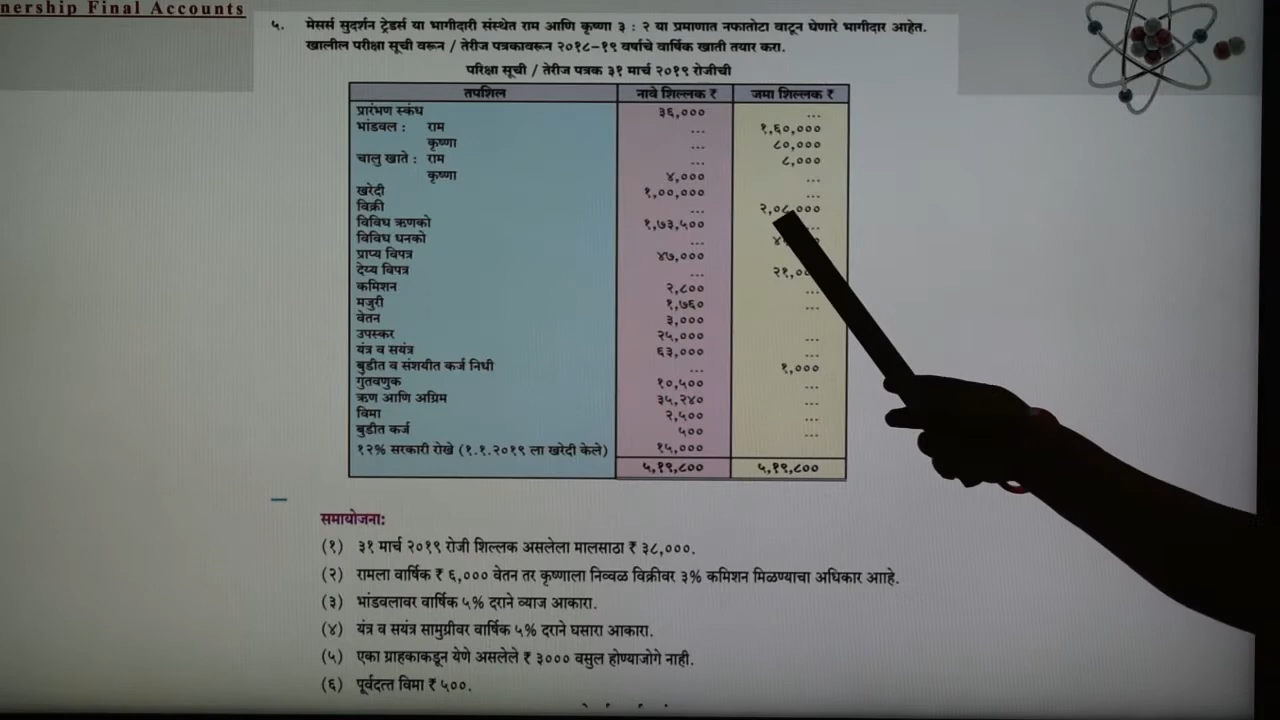 nership Final Accounts
५. मेसर्स सुदर्शन ट्रेडर्स या भागीदारी संस्थेत राम आणि कृष्णा ३ : २ या प्रमाणात नफातोटा वाटून घेणारे भागीदार आहेत.
खालील परीक्षा सूची वरून / तेरीज पत्रकावरून २०१८-१९ वर्षाचे वार्षिक खाती तयार करा.
परिक्षा सूची / तेरीज पत्रक ३१ मार्च २०१९ रोजीची
तपशिल नावे शिल्लक ₹ जमा शिल्लक ₹
प्रारंभण स्कंध ३६,००० ...
भांडवल : राम ... १,६०,०००
कृष्णा ... ८०,०००
चालु खाते : राम ... ८,०००
कृष्णा ४,००० ...
खरेदी १,००,००० ...
विक्री ... २,०८,०००
विविध ऋणको १,७३,५०० ...
विविध धनको ...
प्राप्य विपत्र ४७,०००
देय्य विपत्र ...
कमिशन २,८०० ...
मजुरी १,७६० ...
वेतन ३,०००
उपस्कर २५,००० ...
यंत्र व सयंत्र ६३,००० ...
बुडीत व संशयीत कर्ज निधी ... १,०००
गुंतवणुक १०,५०० ...
ऋण आणि अग्रिम ३५,२४० ...
विमा २,५०० ...
बुडीत कर्ज ५०० ...
१२% सरकारी रोखे (१.१.२०१९ ला खरेदी केले) १५,०००
५,१९,८०० ५,१९,८००
समायोजना:
(१) ३१ मार्च २०१९ रोजी शिल्लक असलेला मालसाठा ₹ ३८,०००.
(२) रामला वार्षिक ₹ ६,००० वेतन तर कृष्णाला निव्वळ विक्रीवर ३% कमिशन मिळण्याचा अधिकार आाहे.
(३) भांडवलावर वार्षिक ५% दराने व्याज आकारा.
(४) यंत्र व सयंत्र सामुग्रीवर वार्षिक ५% दराने घसारा आकारा.
(५) एका ग्राहकाकडून येणे असलेले ₹ ३००० वसुल होण्याजोगे नाही.
(६) पूर्वदत्त विमा ₹ ५००.